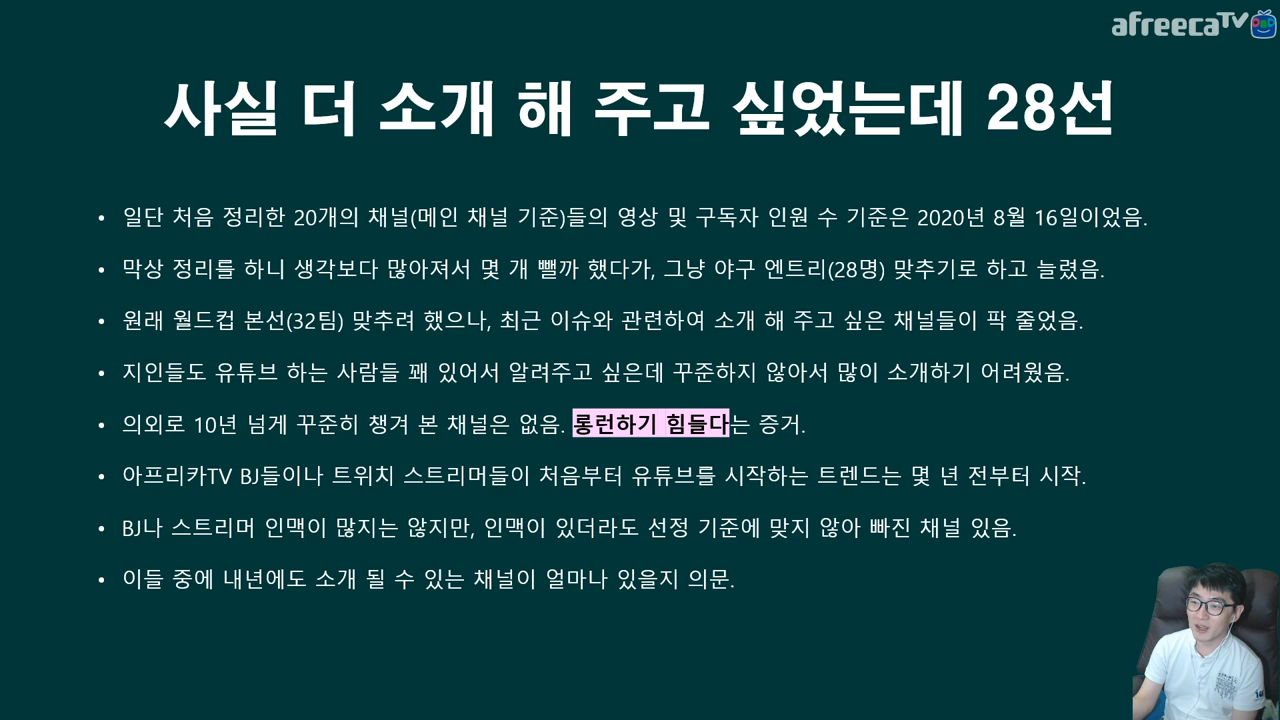 afreecaTV
사실 더 소개 해 주고 싶었는데 28선
• 일단 처음 정리한 20개의 채널(메인 채널 기준)들의 영상 및 구독자 인원 수 기준은 2020년 8월 16일이었음.
• 막상 정리를 하니 생각보다 많아져서 몇 개 뺄까 했다가, 그냥 야구 엔트리(28명) 맞추기로 하고 늘렸음.
• 원래 월드컵 본선(32팀) 맞추려 했으나, 최근 이슈와 관련하여 소개 해 주고 싶은 채널들이 팍 줄었음.
• 지인들도 유튜브 하는 사람들 꽤 있어서 알려주고 싶은데 꾸준하지 않아서 많이 소개하기 어려웠음.
• 의외로 10년 넘게 꾸준히 챙겨 본 채널은 없음. 롱런하기 힘들다는 증거.
• 아프리카TV BJ들이나 트위치 스트리머들이 처음부터 유튜브를 시작하는 트렌드는 몇 년 전부터 시작.
• BJ나 스트리머 인맥이 많지는 않지만, 인맥이 있더라도 선정 기준에 맞지 않아 빠진 채널 있음.
• 이들 중에 내년에도 소개 될 수 있는 채널이 얼마나 있을지 의문.